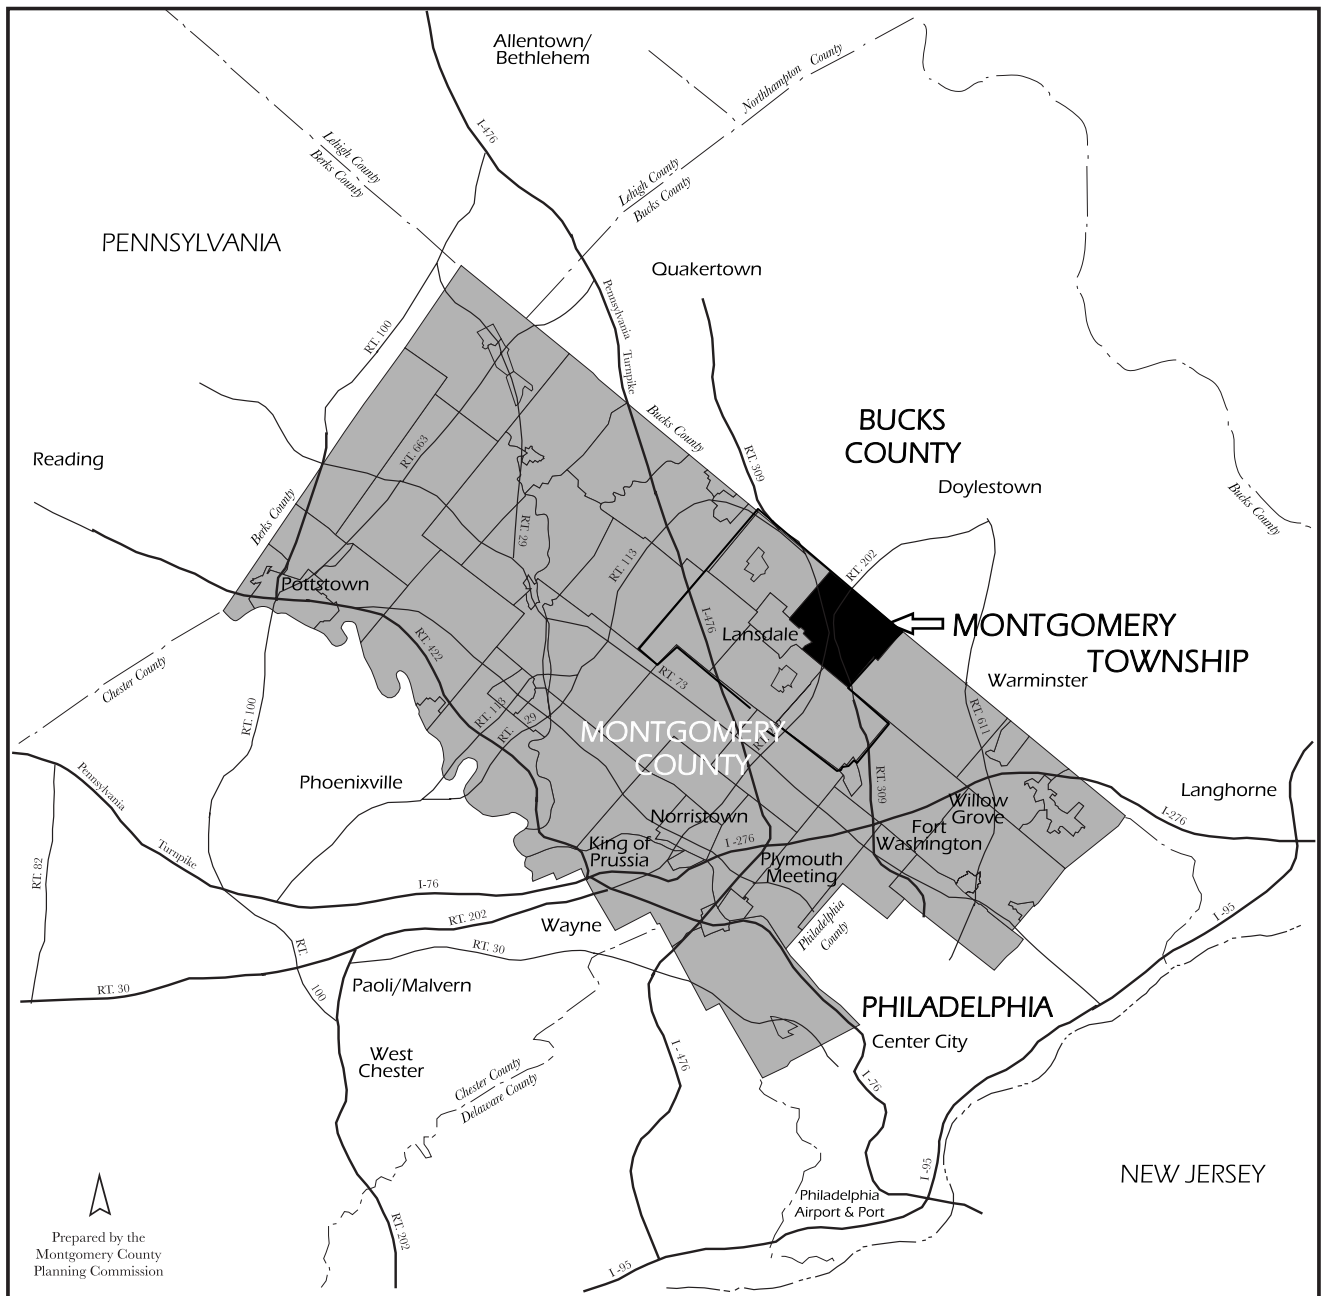 Allentown/
Bethlehem
Northhampton County
I-476
Lehigh County
Berks County
Lehigh County
Bucks County
PENNSYLVANIA
Quakertown
Pennsylvania Turnpike
RT. 100
Bucks County
BUCKS
COUNTY
RT. 663
RT. 309
Reading
Doylestown
Berks County
Bucks County
RT. 29
RT. 113
RT. 202
Pottstown
I-476
Lansdale
MONTGOMERY
TOWNSHIP
RT. 422
Chester County
RT. 73
Warminster
RT. 100
RT. 113
RT. 29
RT. 611
MONTGOMERY
COUNTY
Pennsylvania
Turnpike
Phoenixville
RT. 309
Langhorne
Willow
Grove
I-276
Norristown
Fort
Washington
I-276
King of
Prussia
Plymouth
Meeting
RT. 82
I-76
RT. 202
Wayne
Philadelphia
County
I-95
RT.
100
RT. 30
RT. 30
Paoli/Malvern
PHILADELPHIA
Center City
West
Chester
I-476
I-76
Chester County
Delaware County
I-95
NEW JERSEY
Philadelphia
Airport & Port
RT. 202
I-95
Prepared by the
Montgomery County
Planning Commission